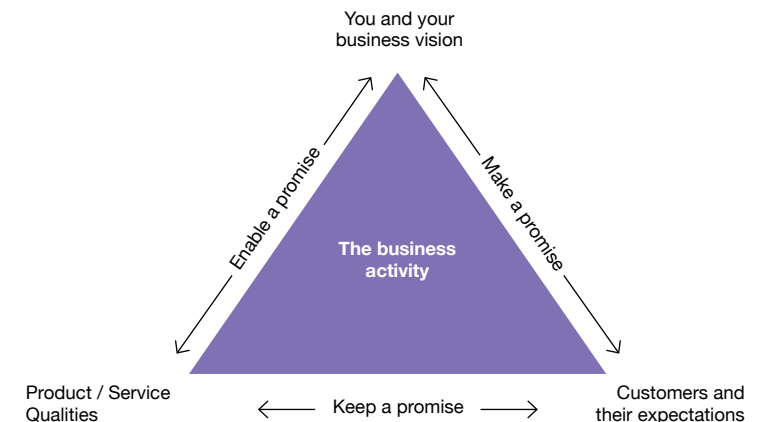 You and your
business vision
Enable a promise
Make a promise
The business
activity
Product / Service
Qualities
Keep a promise
Customers and
their expectations